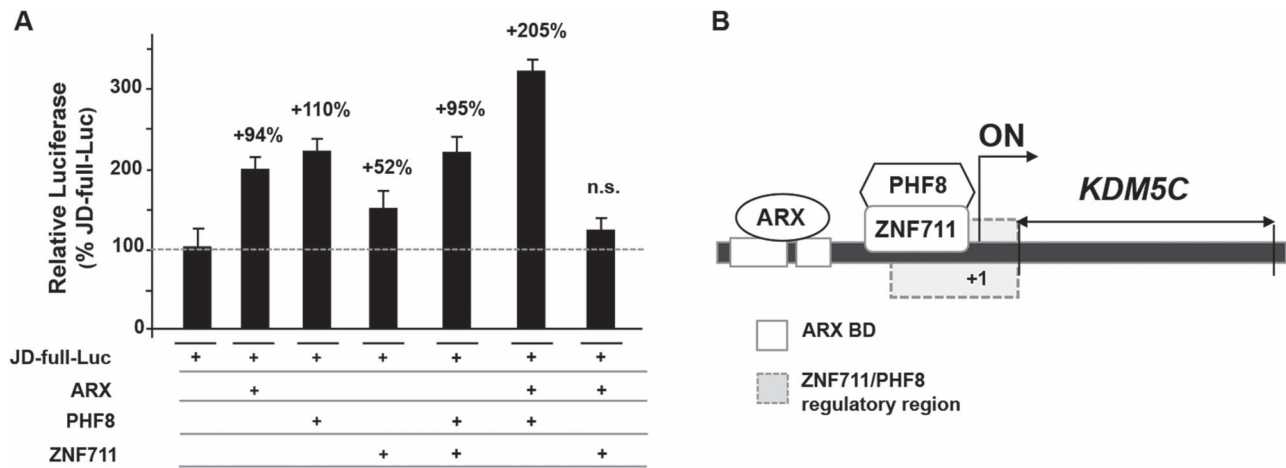 A
Relative Luciferase
(% JD-full-Luc)
300
200
100
0
+94%
+110%
+52%
+95%
+205%
n.s.
JD-full-Luc + + + + + + +
ARX + + +
PHF8 + + +
ZNF711 + + +
B
ON
PHF8
ARX
ZNF711
KDM5C
+1
ARX BD
ZNF711/PHF8
regulatory region